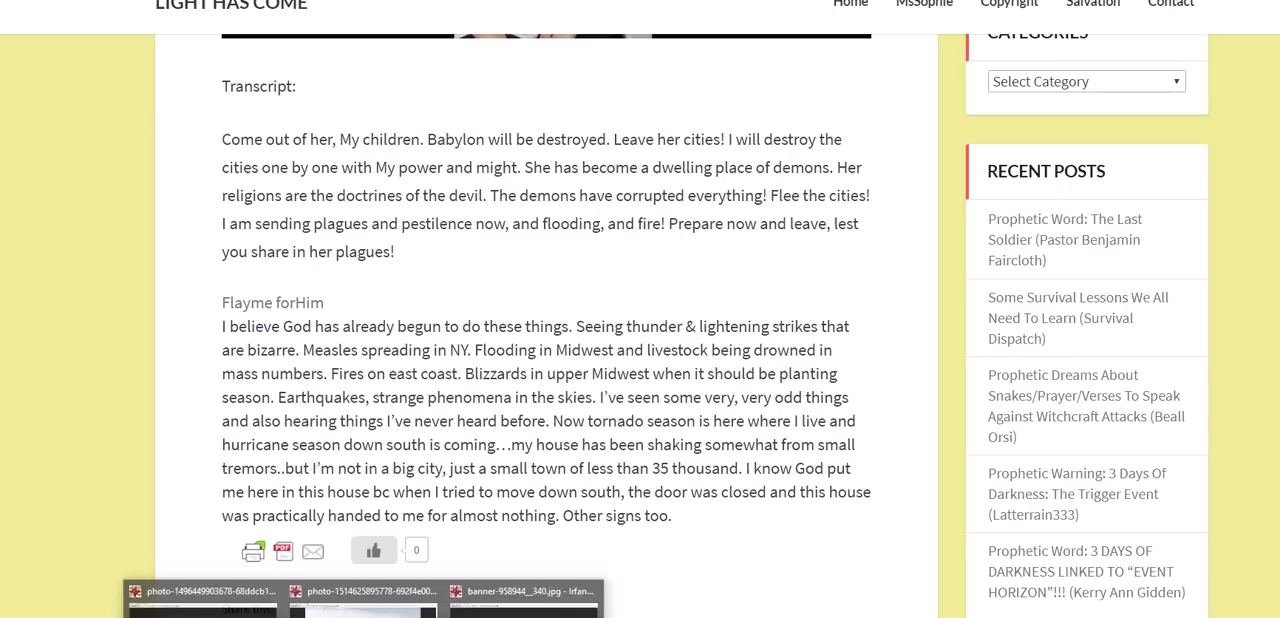 LIGHT HAS COME
Home MsSophie Copyright Salvation Contact
Transcript:
Come out of her, My children. Babylon will be destroyed. Leave her cities! I will destroy the
cities one by one with My power and might. She has become a dwelling place of demons. Her
religions are the doctrines of the devil. The demons have corrupted everything! Flee the cities!
I am sending plagues and pestilence now, and flooding, and fire! Prepare now and leave, lest
you share in her plagues!
Flayme forHim
I believe God has already begun to do these things. Seeing thunder & lightening strikes that
are bizarre. Measles spreading in NY. Flooding in Midwest and livestock being drowned in
mass numbers. Fires on east coast. Blizzards in upper Midwest when it should be planting
season. Earthquakes, strange phenomena in the skies. I’ve seen some very, very odd things
and also hearing things I’ve never heard before. Now tornado season is here where I live and
hurricane season down south is coming…my house has been shaking somewhat from small
tremors..but I’m not in a big city, just a small town of less than 35 thousand. I know God put
me here in this house bc when I tried to move down south, the door was closed and this house
was practically handed to me for almost nothing. Other signs too.
PDF
0
photo-1496449903678-68ddcb1... photo-1514625895778-692f4e00... banner-958944__340.jpg - Irfan...
CATEGORIES
Select Category
RECENT POSTS
Prophetic Word: The Last
Soldier (Pastor Benjamin
Faircloth)
Some Survival Lessons We All
Need To Learn (Survival
Dispatch)
Prophetic Dreams About
Snakes/Prayer/Verses To Speak
Against Witchcraft Attacks (Beall
Orsi)
Prophetic Warning: 3 Days Of
Darkness: The Trigger Event
(Latterrain333)
Prophetic Word: 3 DAYS OF
DARKNESS LINKED TO “EVENT
HORIZON”!!! (Kerry Ann Gidden)